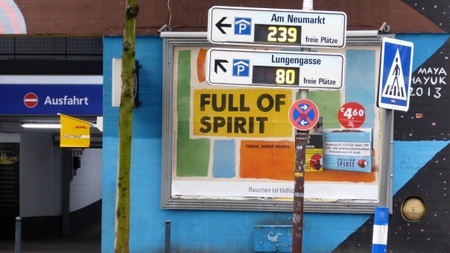 Am Neumarkt
P 239 freie Plätze
Lungengasse
P 80 freie Plätze
Ausfahrt
FULL OF
SPIRIT
€4.60
Rauchen ist tödlich
MAYA
HAYUK
2013